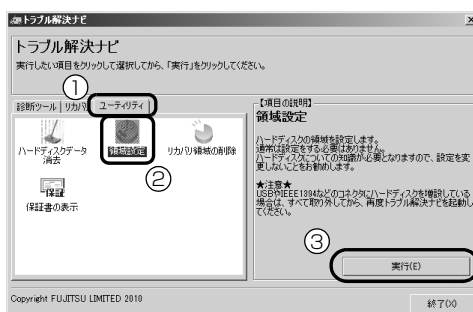 トラブル解決ナビ
トラブル解決ナビ
実行したい項目をクリックして選択してから、「実行」をクリックしてください。
①
診断ツール リカバリ ユーティリティ
ハードディスクデータ消去
領域設定
リカバリ領域の削除
②
保証
保証書の表示
【項目の説明】
領域設定
ハードディスクの領域を設定します。
通常は設定をする必要はありません。
ハードディスクについての知識が必要となりますので、設定を変
更しないことをお勧めします。
★注意★
USBやIEEE1394などのコネクタにハードディスクを増設している
場合は、すべて取り外してから、再度トラブル解決ナビを起動し
てください。
③
実行(E)
Copyright FUJITSU LIMITED 2010
終了(X)